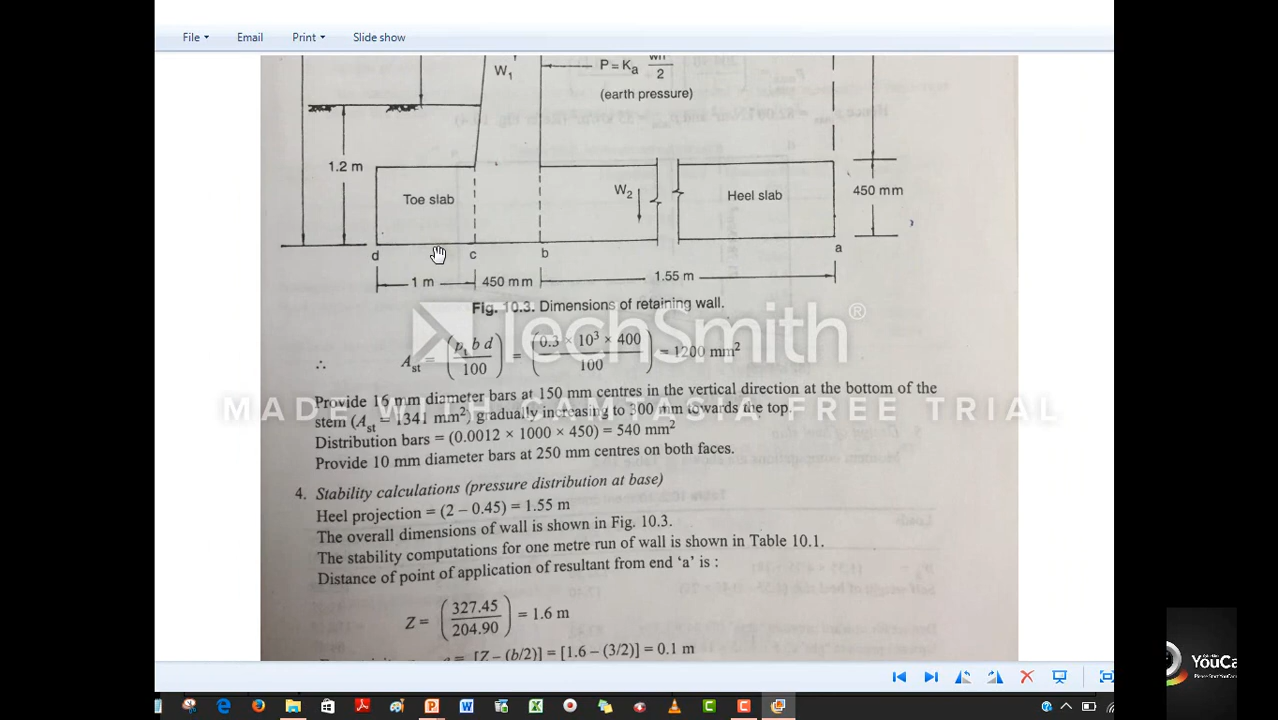 File Email Print Slide show
W1
P = Ka wH / 2
(earth pressure)
1.2 m
Toe slab
W2
Heel slab
450 mm
d c b a
1 m 450 mm 1.55 m
Fig. 10.3. Dimensions of retaining wall.
TechSmith®
∴ Ast = (pt b d / 100) = (0.3 × 10³ × 400 / 100) = 1200 mm²
MADE WITH CAMTASIA FREE TRIAL
Provide 16 mm diameter bars at 150 mm centres in the vertical direction at the bottom of the
stem (Ast = 1341 mm²) gradually increasing to 300 mm towards the top.
Distribution bars = (0.0012 × 1000 × 450) = 540 mm²
Provide 10 mm diameter bars at 250 mm centres on both faces.
4. Stability calculations (pressure distribution at base)
Heel projection = (2 – 0.45) = 1.55 m
The overall dimensions of wall is shown in Fig. 10.3.
The stability computations for one metre run of wall is shown in Table 10.1.
Distance of point of application of resultant from end 'a' is :
Z = (327.45 / 204.90) = 1.6 m
= [Z – (b/2)] = [1.6 – (3/2)] = 0.1 m
YouCa